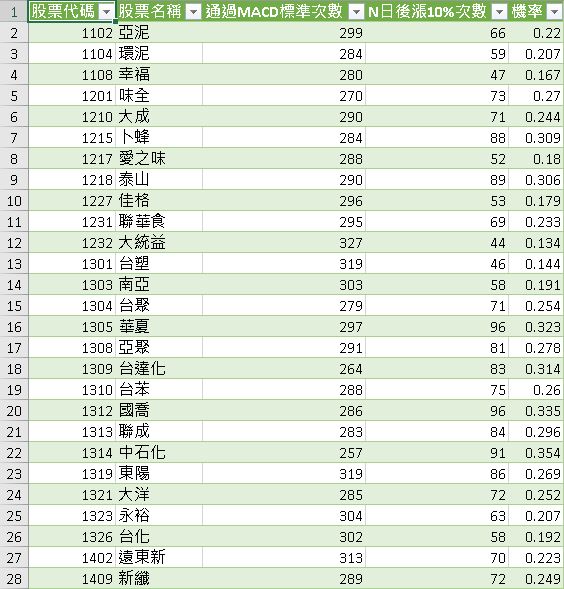 1 股票代碼 股票名稱 通過MACD標準次數 N日後漲10%次數 機率
2 1102 亞泥 299 66 0.22
3 1104 環泥 284 59 0.207
4 1108 幸福 280 47 0.167
5 1201 味全 270 73 0.27
6 1210 大成 290 71 0.244
7 1215 卜蜂 284 88 0.309
8 1217 愛之味 288 52 0.18
9 1218 泰山 290 89 0.306
10 1227 佳格 296 53 0.179
11 1231 聯華食 295 69 0.233
12 1232 大統益 327 44 0.134
13 1301 台塑 319 46 0.144
14 1303 南亞 303 58 0.191
15 1304 台聚 279 71 0.254
16 1305 華夏 297 96 0.323
17 1308 亞聚 291 81 0.278
18 1309 台達化 264 83 0.314
19 1310 台苯 288 75 0.26
20 1312 國喬 286 96 0.335
21 1313 聯成 283 84 0.296
22 1314 中石化 257 91 0.354
23 1319 東陽 319 86 0.269
24 1321 大洋 285 72 0.252
25 1323 永裕 304 63 0.207
26 1326 台化 302 58 0.192
27 1402 遠東新 313 70 0.223
28 1409 新纖 289 72 0.249